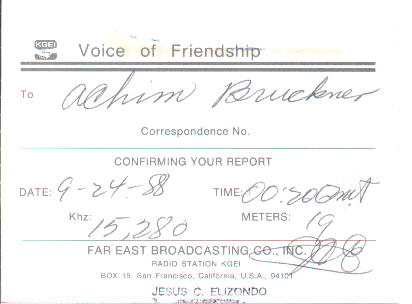 KGEI
Voice of Friendship
To Achim Bruckner
Correspondence No.
CONFIRMING YOUR REPORT
DATE: 9-24-88 TIME: 00:20 GMT
Khz: 15,280 METERS: 19
FAR EAST BROADCASTING CO., INC.
RADIO STATION KGEI
BOX 15. San Francisco, California, U.S.A., 94101
JESUS C. ELIZONDO